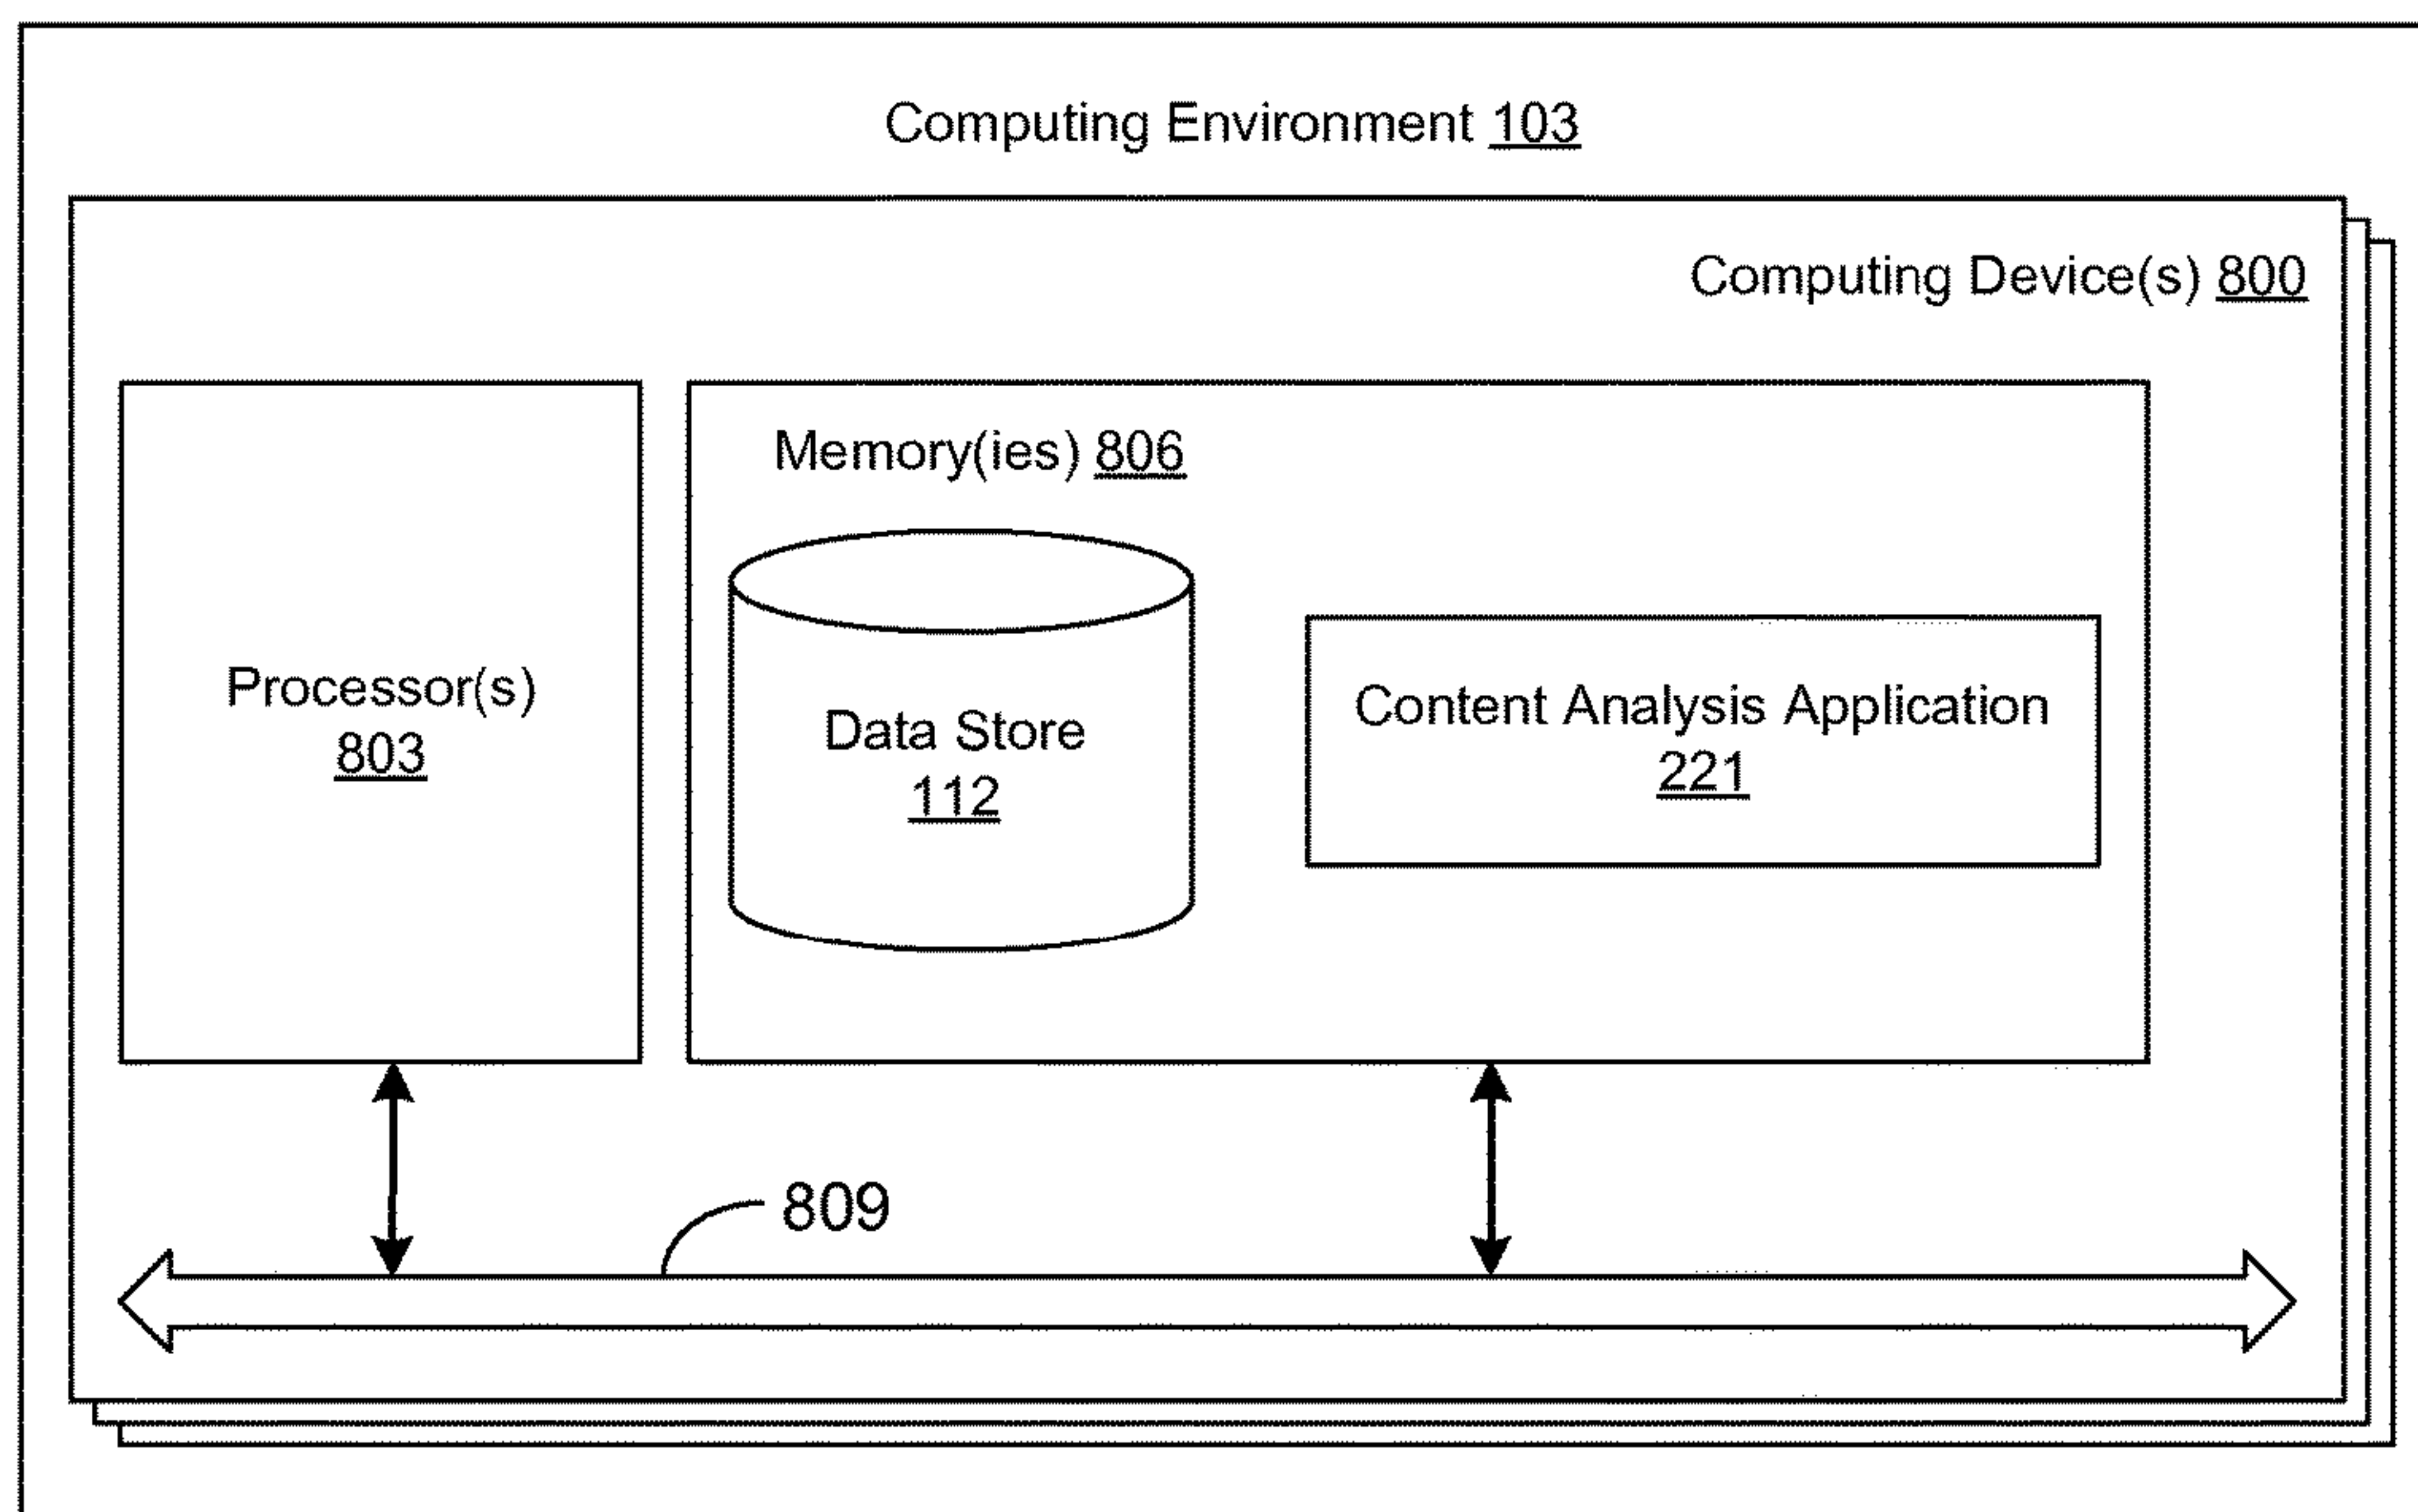 Computing Environment 103
Computing Device(s) 800
Memory(ies) 806
Processor(s)
803
Data Store
112
Content Analysis Application
221
809